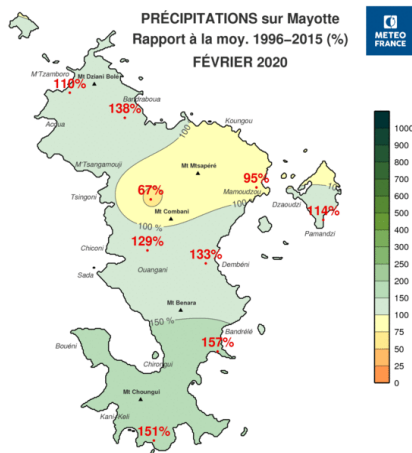 PRÉCIPITATIONS sur Mayotte
Rapport à la moy. 1996–2015 (%)
FÉVRIER 2020
METEO
FRANCE
M'Tzamboro
Mt Dziani Bolé
110%
Bandraboua
138%
Acoua
Koungou
100
M'Tsangamouji
Mt Mtsapéré
67%
95%
Tsingoni
Mamoudzou
Dzaoudzi
114%
Pamandzi
Mt Combani
100 %
100
129%
133%
Chiconi
Sada
Ouangani
Dembéni
Mt Benara
150 %
Bandrélé
157%
Bouéni
Chirongui
Mt Choungui
Kani-Kéli
151%
1100
1000
900
800
700
600
500
400
300
200
150
100
75
50
25
0